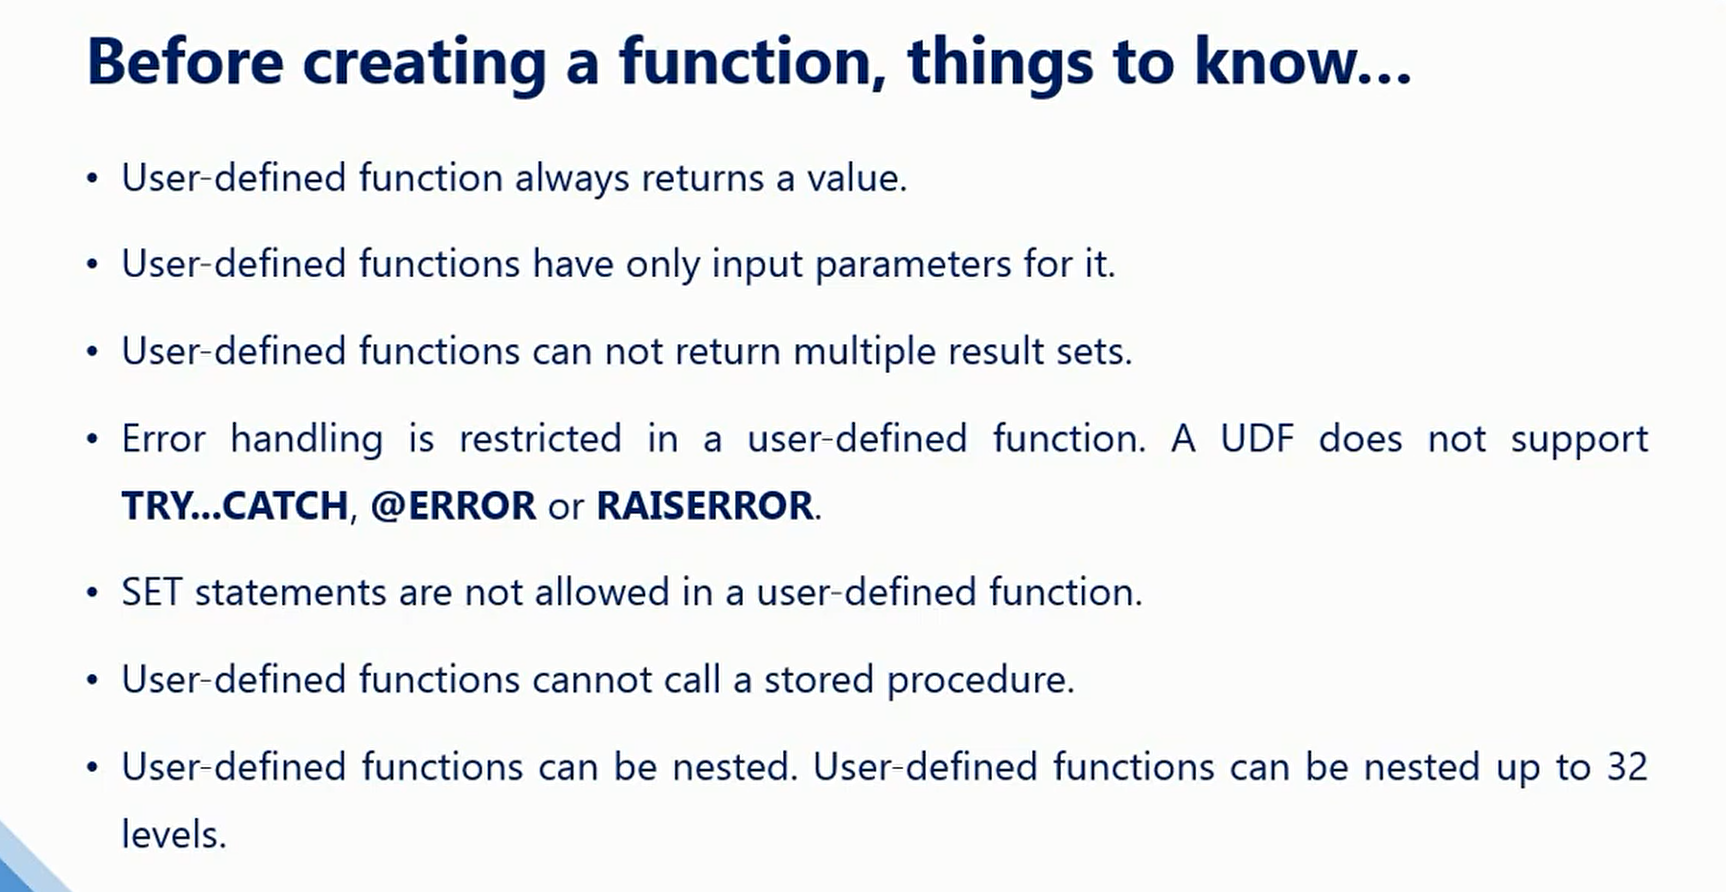 Before creating a function, things to know...
• User-defined function always returns a value.
• User-defined functions have only input parameters for it.
• User-defined functions can not return multiple result sets.
• Error handling is restricted in a user-defined function. A UDF does not support
TRY...CATCH, @ERROR or RAISERROR.
• SET statements are not allowed in a user-defined function.
• User-defined functions cannot call a stored procedure.
• User-defined functions can be nested. User-defined functions can be nested up to 32
levels.